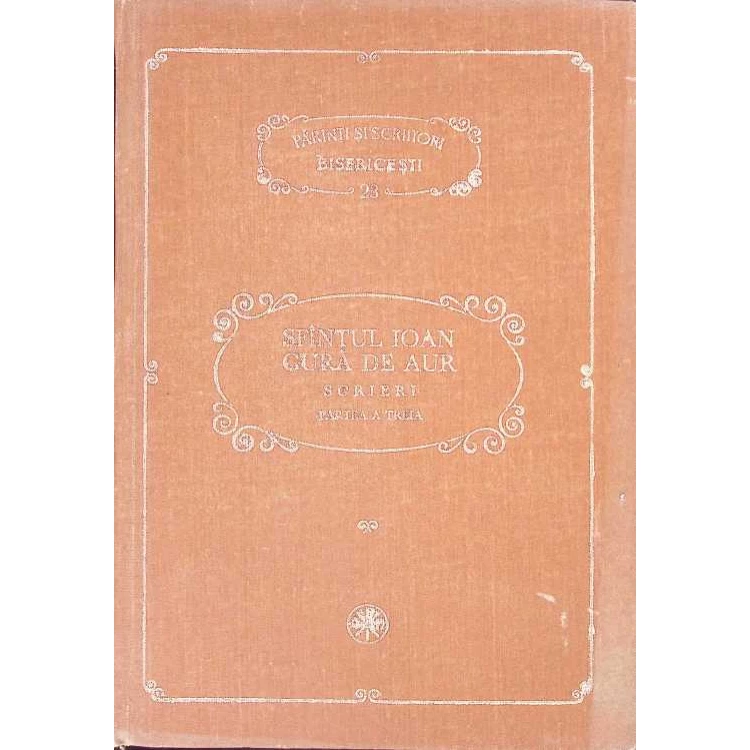 PĂRINȚI ȘI SCRIITORI
BISERICEȘTI
23
SFÎNTUL IOAN
GURĂ DE AUR
SCRIERI
PARTEA A TREIA